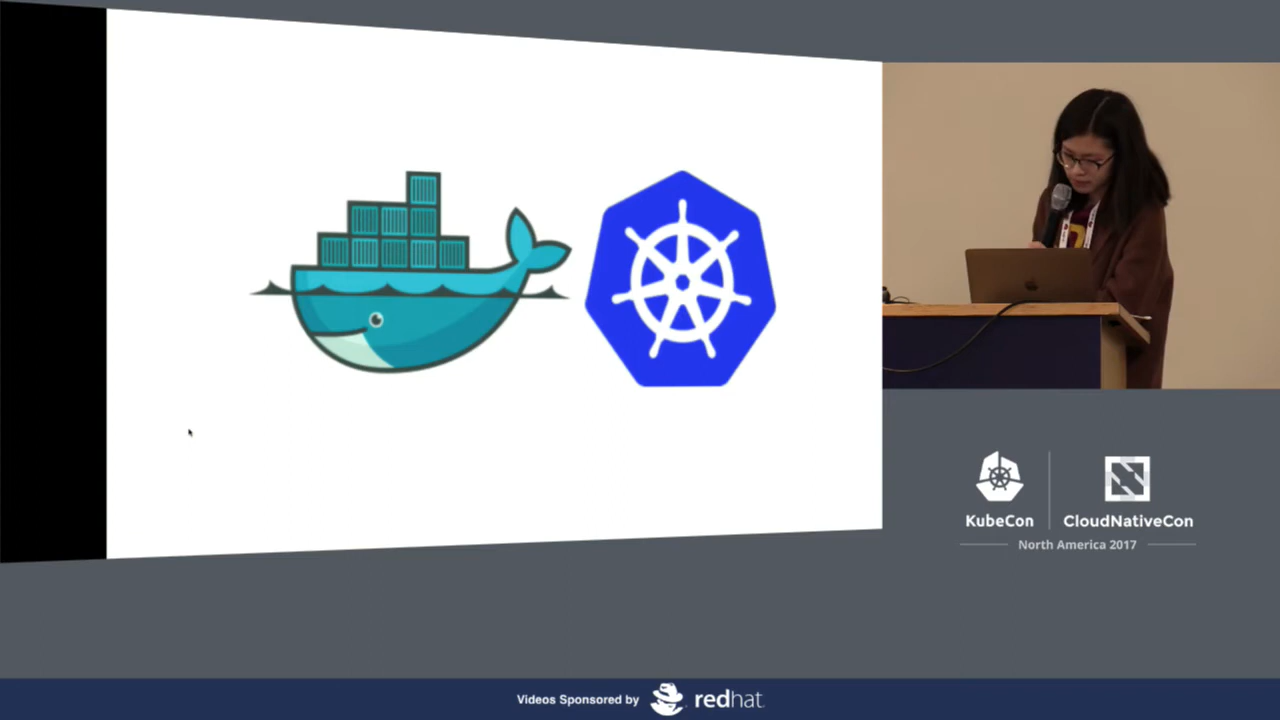 KubeCon
CloudNativeCon
North America 2017
Videos Sponsored by redhat